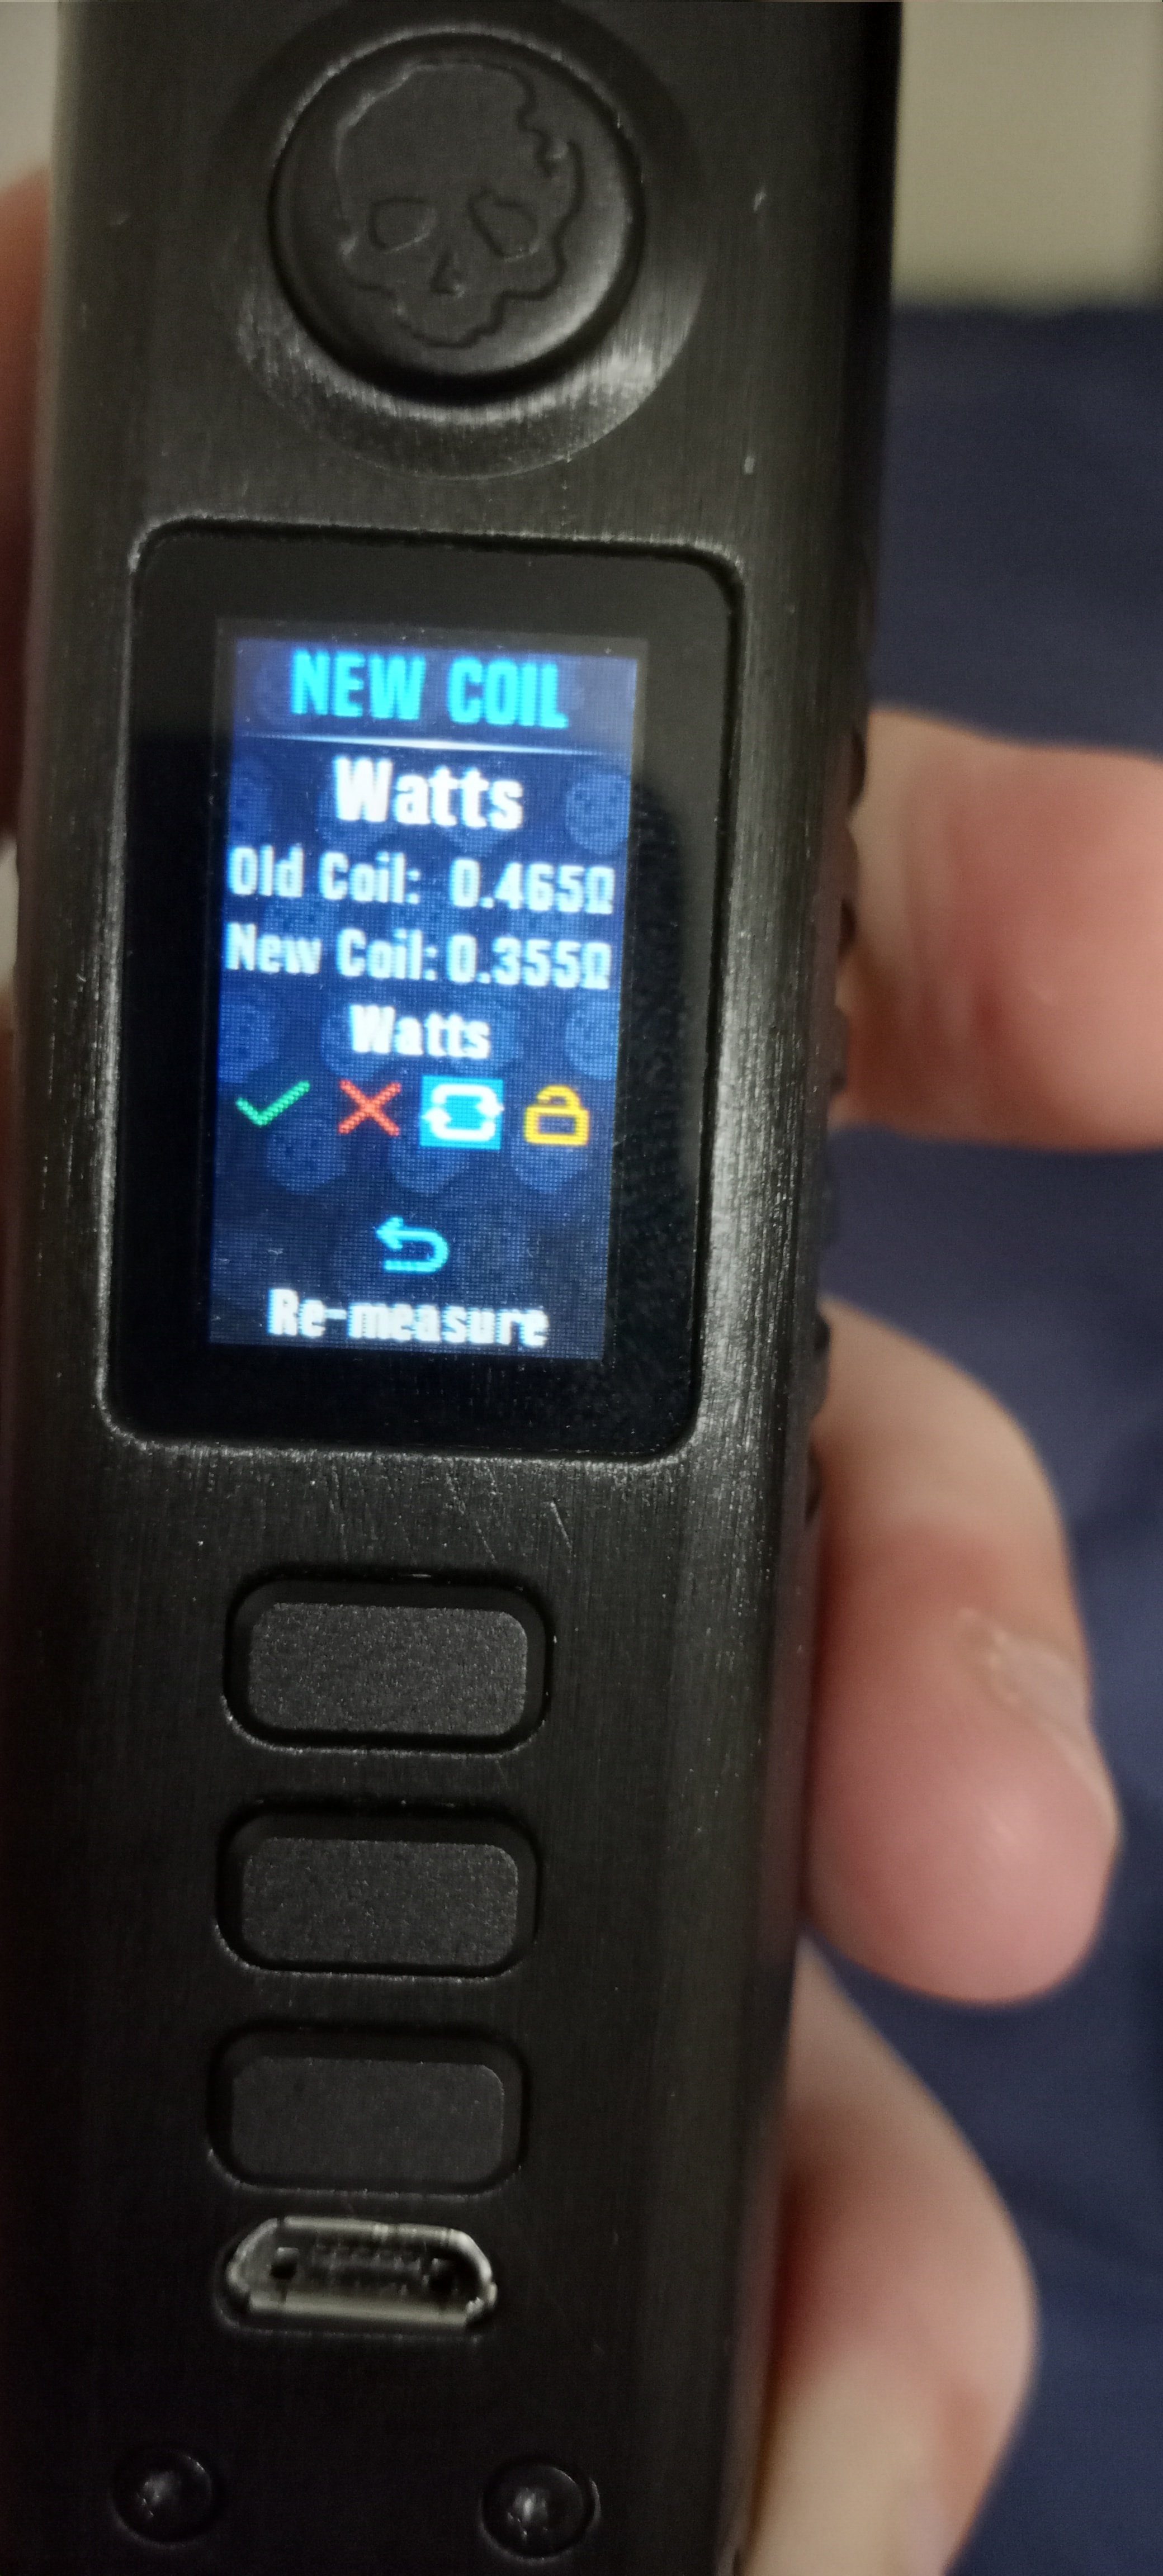 NEW COIL
Watts
Old Coil: 0.465Ω
New Coil: 0.355Ω
Watts
Re-measure